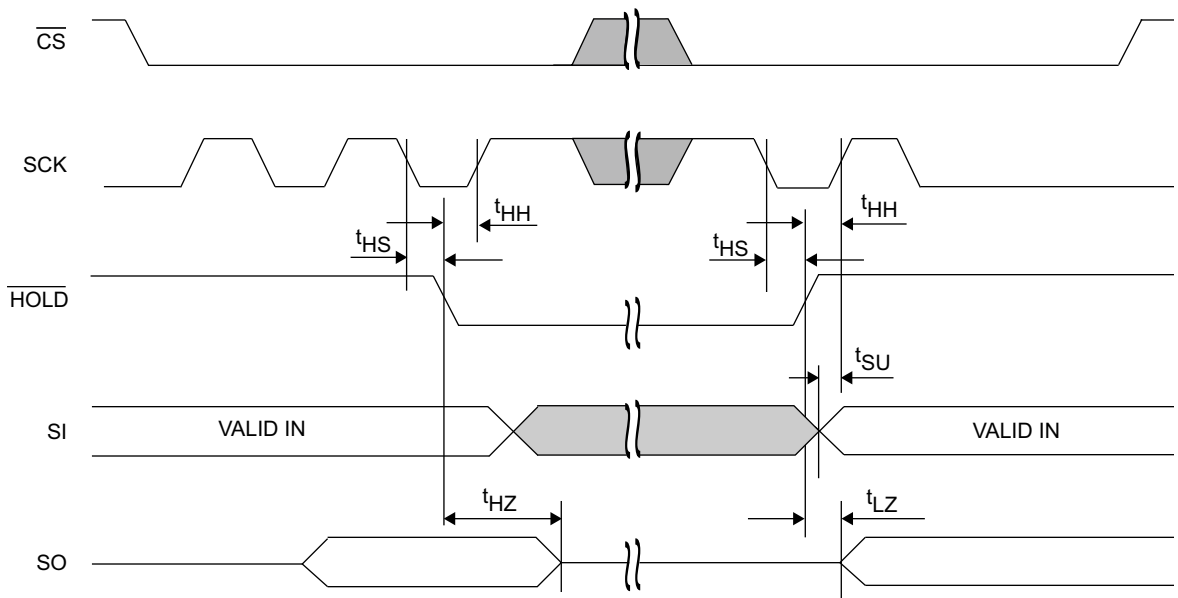 CS
SCK
tHH
tHH
tHS
tHS
HOLD
tSU
SI
VALID IN
VALID IN
tHZ
tLZ
SO